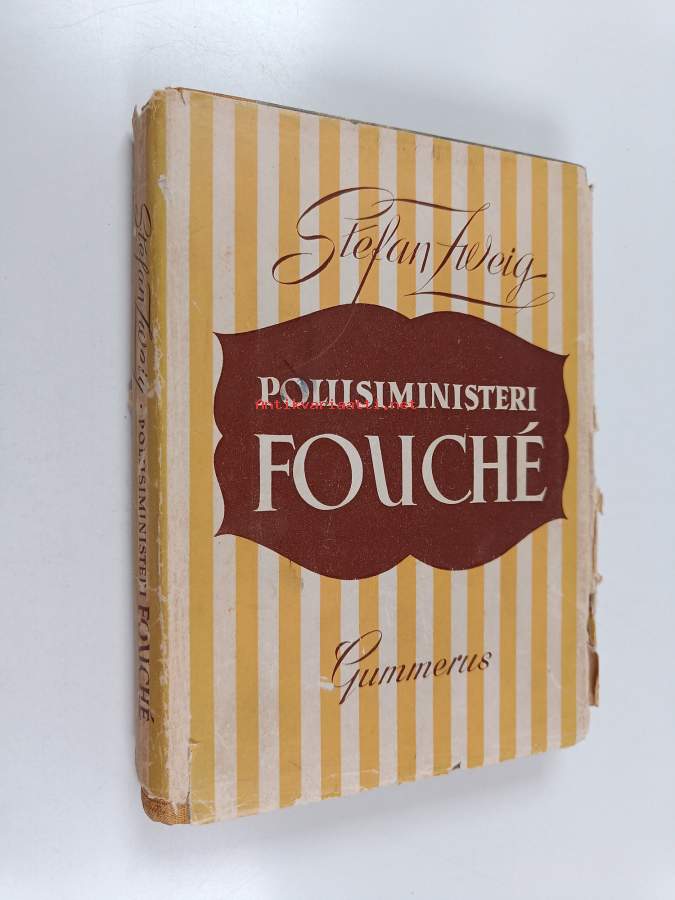 Stefan Zweig
POLIISIMINISTERI
Antikvariaatti.net
FOUCHÉ
Gummerus
Stefan Zweig · POLIISIMINISTERI FOUCHÉ